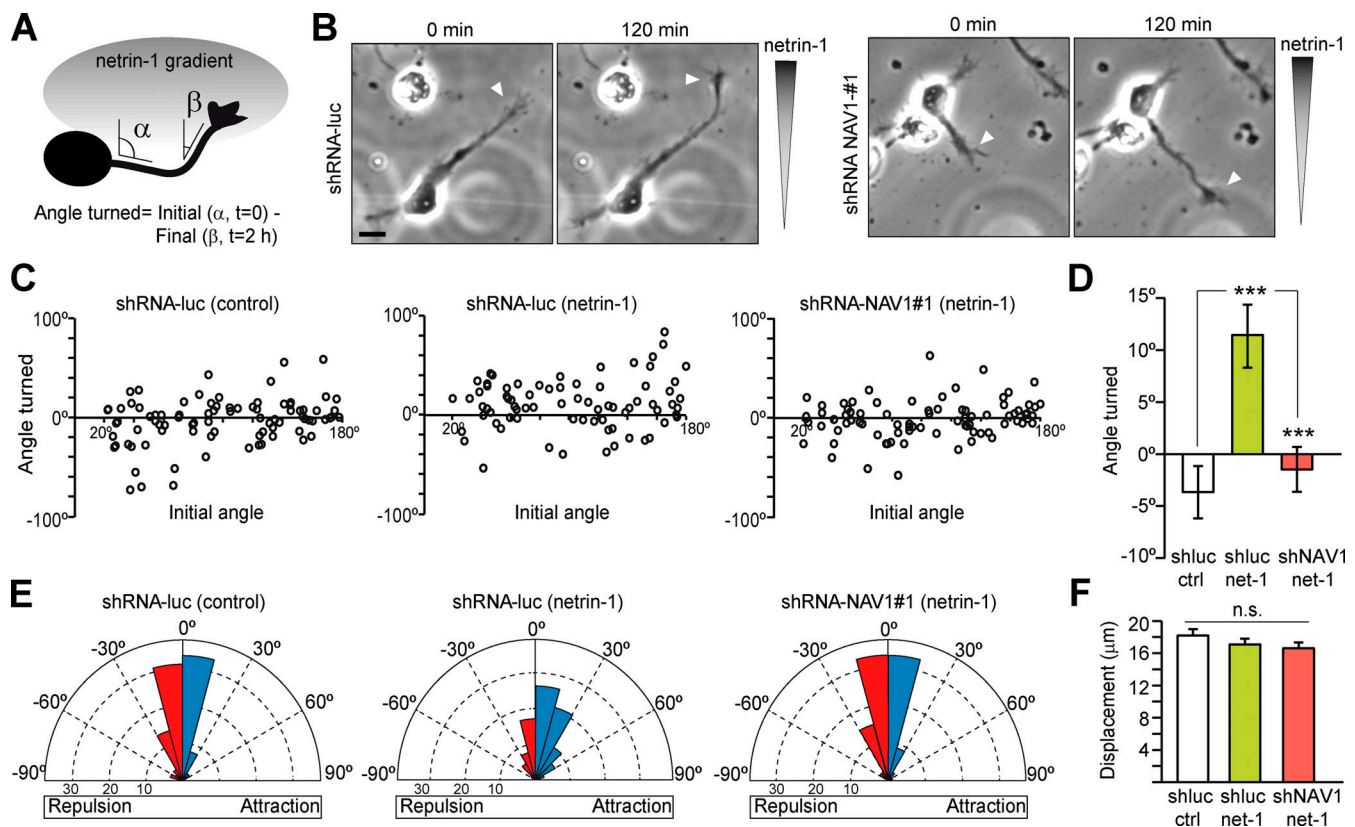 A
netrin-1 gradient
α
β
Angle turned= Initial (α, t=0) -
Final (β, t=2 h)
B
0 min
120 min
netrin-1
shRNA-luc
0 min
120 min
netrin-1
shRNA NAV1-#1
C
shRNA-luc (control)
100º
0º
-100º
20º
180º
Angle turned
Initial angle
shRNA-luc (netrin-1)
100º
0º
-100º
20º
180º
Initial angle
shRNA-NAV1#1 (netrin-1)
100º
0º
-100º
20º
180º
Initial angle
D
15º
10º
5º
0º
-5º
-10º
Angle turned
***
***
shluc
ctrl
shluc
net-1
shNAV1
net-1
E
shRNA-luc (control)
0º
-30º
30º
-60º
60º
-90º
90º
30
20
10
Repulsion
Attraction
shRNA-luc (netrin-1)
0º
-30º
30º
-60º
60º
-90º
90º
30
20
10
Repulsion
Attraction
shRNA-NAV1#1 (netrin-1)
0º
-30º
30º
-60º
60º
-90º
90º
30
20
10
Repulsion
Attraction
F
n.s.
20
16
12
8
4
Displacement (μm)
shluc
ctrl
shluc
net-1
shNAV1
net-1